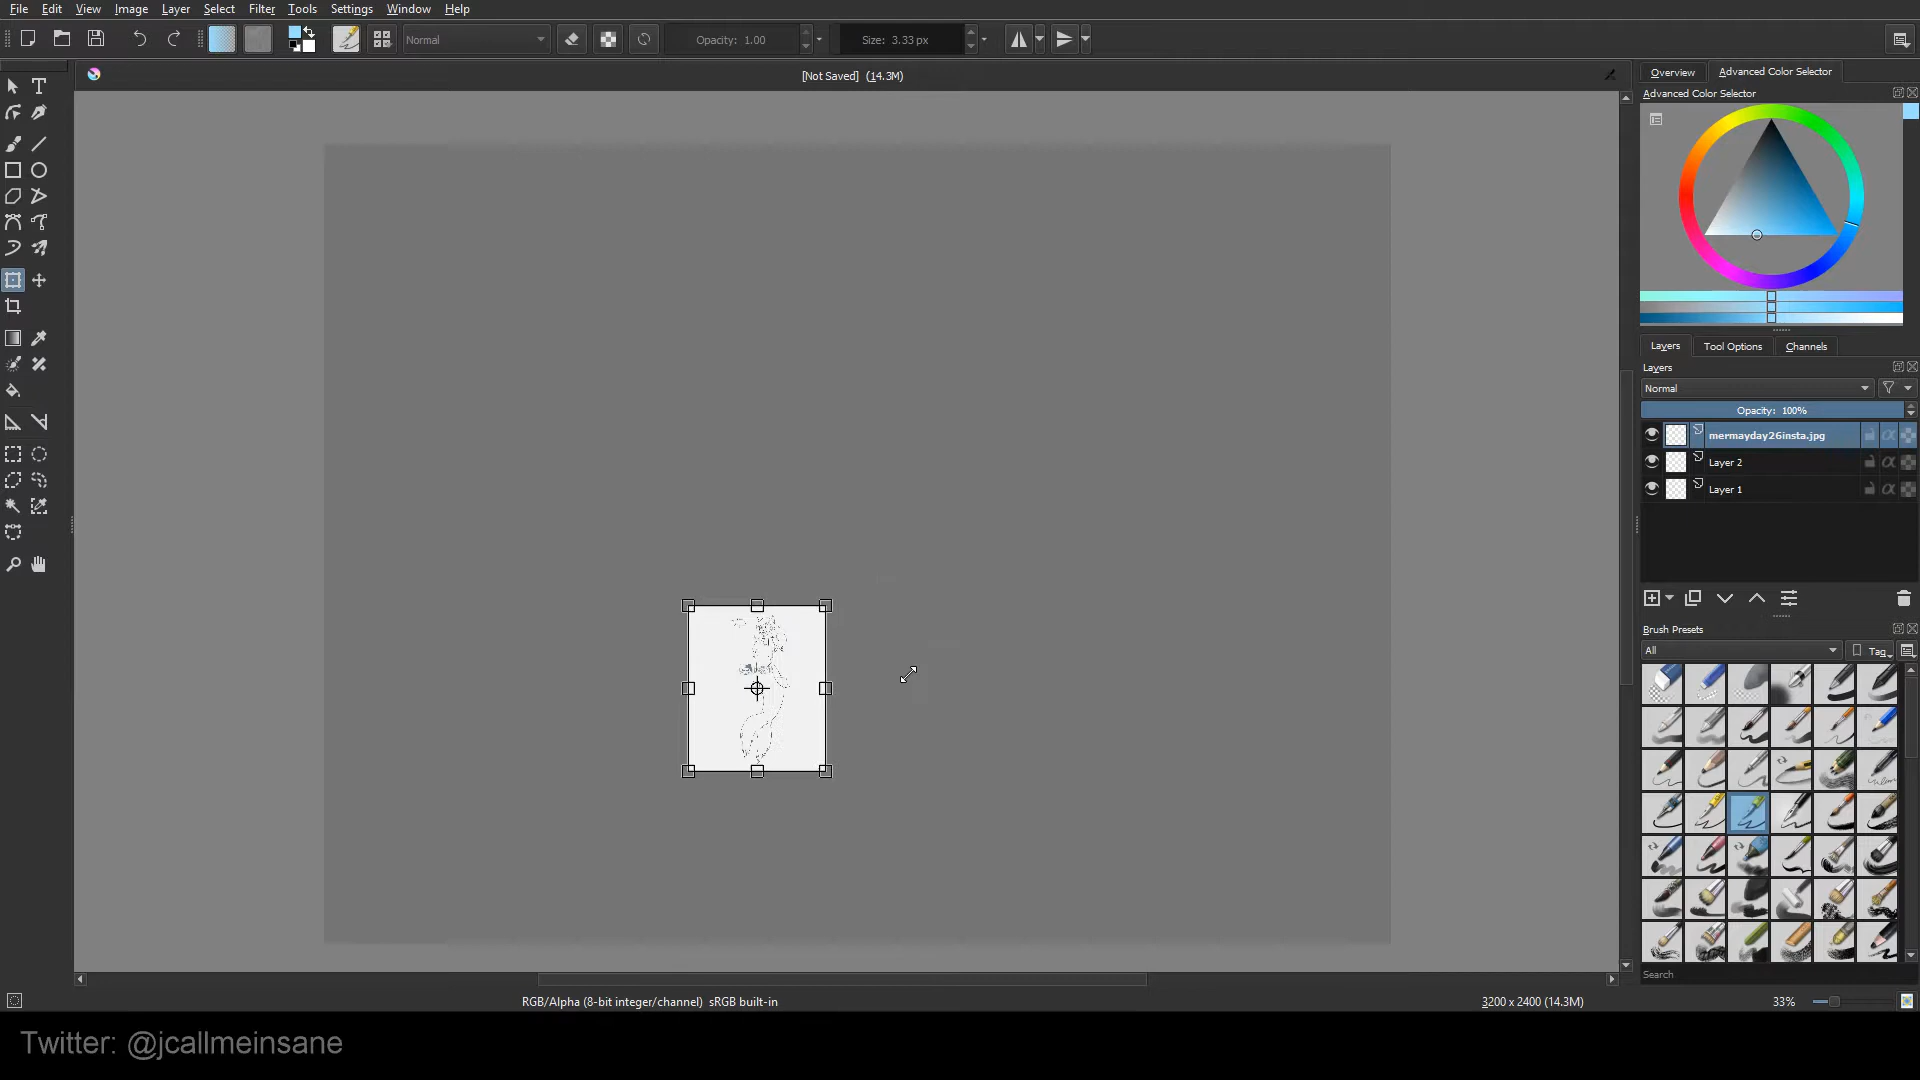 File Edit View Image Layer Select Filter Tools Settings Window Help
Normal Opacity: 1.00 Size: 3.33 px
[Not Saved] (14.3M)
Overview Advanced Color Selector
Advanced Color Selector
Layers Tool Options Channels
Layers
Normal
Opacity: 100%
mermayday26insta.jpg
Layer 2
Layer 1
Brush Presets
All Tag
Search
RGB/Alpha (8-bit integer/channel) sRGB built-in 3200 x 2400 (14.3M) 33%
Twitter: @jcallmeinsane